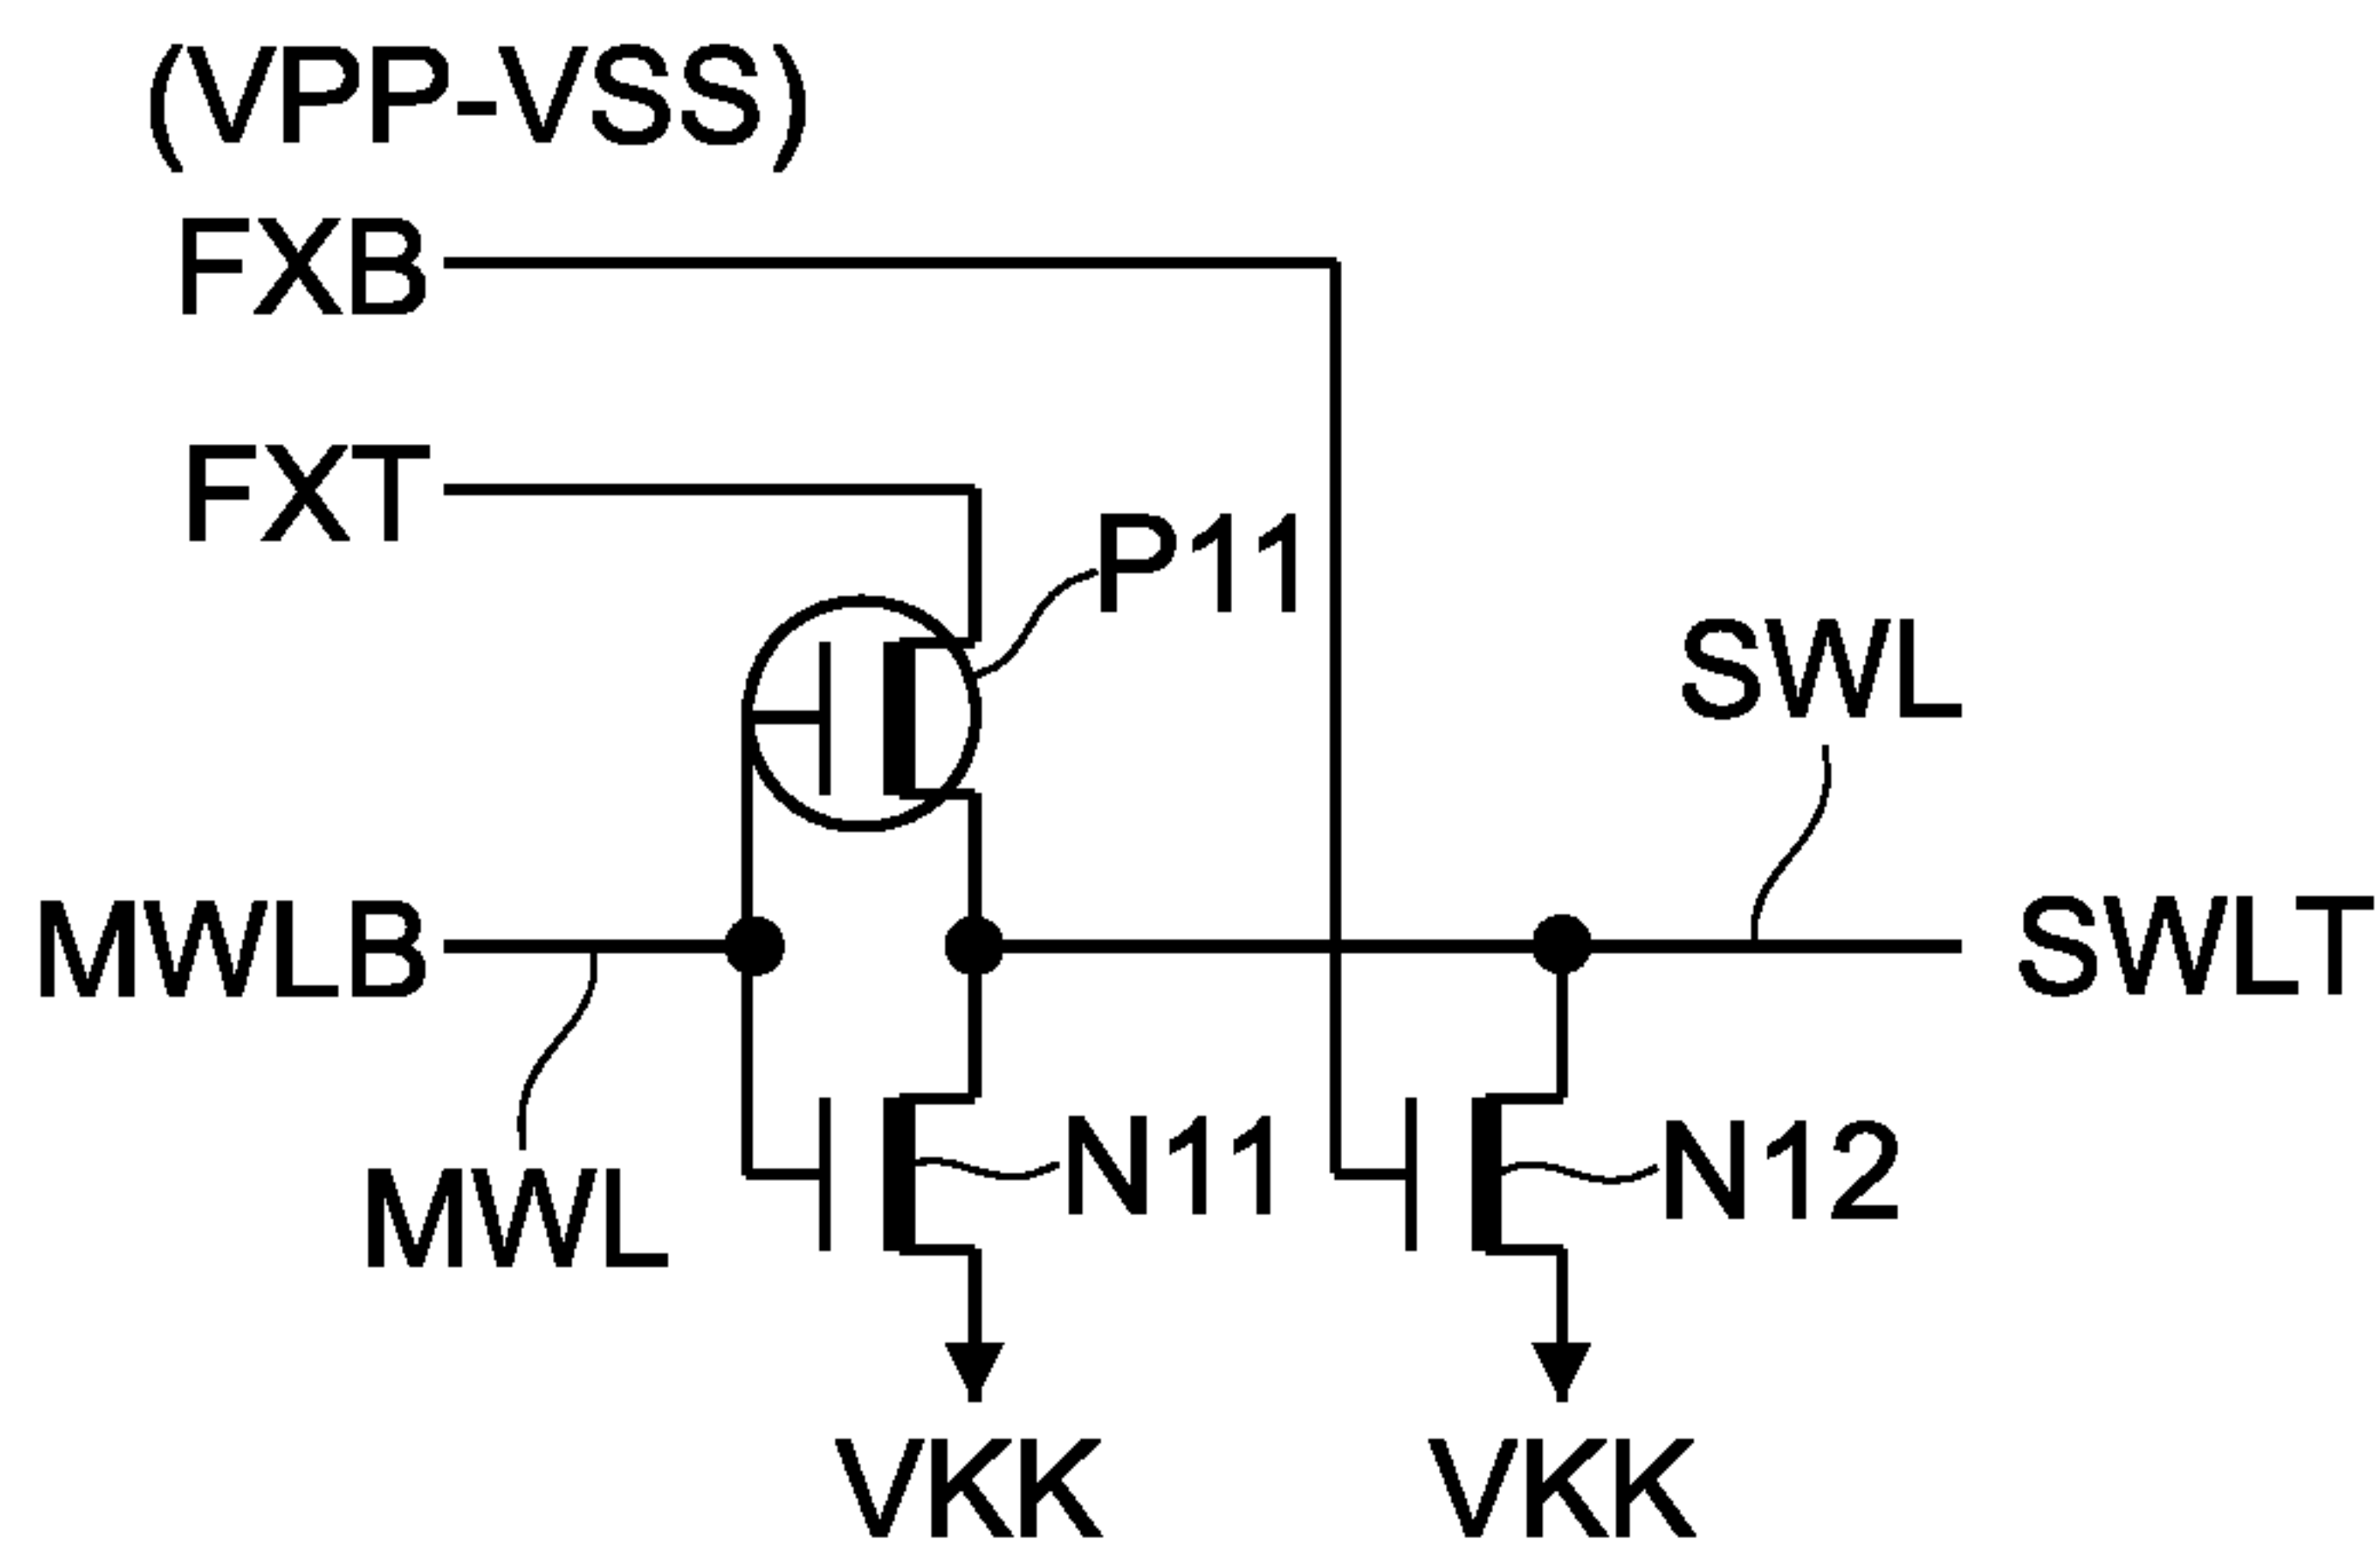 (VPP-VSS)
FXB
FXT
P11
SWL
MWLB
SWLT
MWL
N11
N12
VKK
VKK